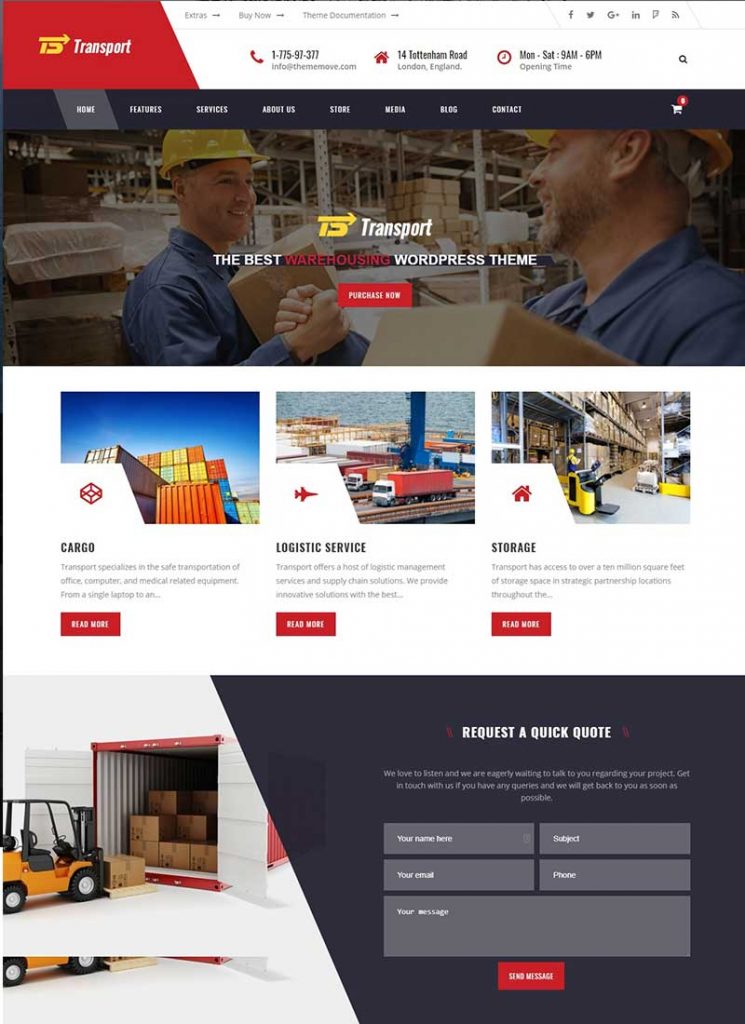 Extras
Buy Now
Theme Documentation
TS Transport
1-775-97-377
info@thememove.com
14 Tottenham Road
London, England.
Mon - Sat : 9AM - 6PM
Opening Time
HOME
FEATURES
SERVICES
ABOUT US
STORE
MEDIA
BLOG
CONTACT
0
TS Transport
THE BEST WAREHOUSING WORDPRESS THEME
PURCHASE NOW
CARGO
Transport specializes in the safe transportation of
office, computer, and medical related equipment.
From a single laptop to an...
READ MORE
LOGISTIC SERVICE
Transport offers a host of logistic management
services and supply chain solutions. We provide
innovative solutions with the best...
READ MORE
STORAGE
Transport has access to over a ten million square feet
of storage space in strategic partnership locations
throughout the...
READ MORE
\\ REQUEST A QUICK QUOTE \\
We love to listen and we are eagerly waiting to talk to you regarding your project. Get
in touch with us if you have any queries and we will get back to you as soon as
possible.
Your name here
Subject
Your email
Phone
Your message
SEND MESSAGE